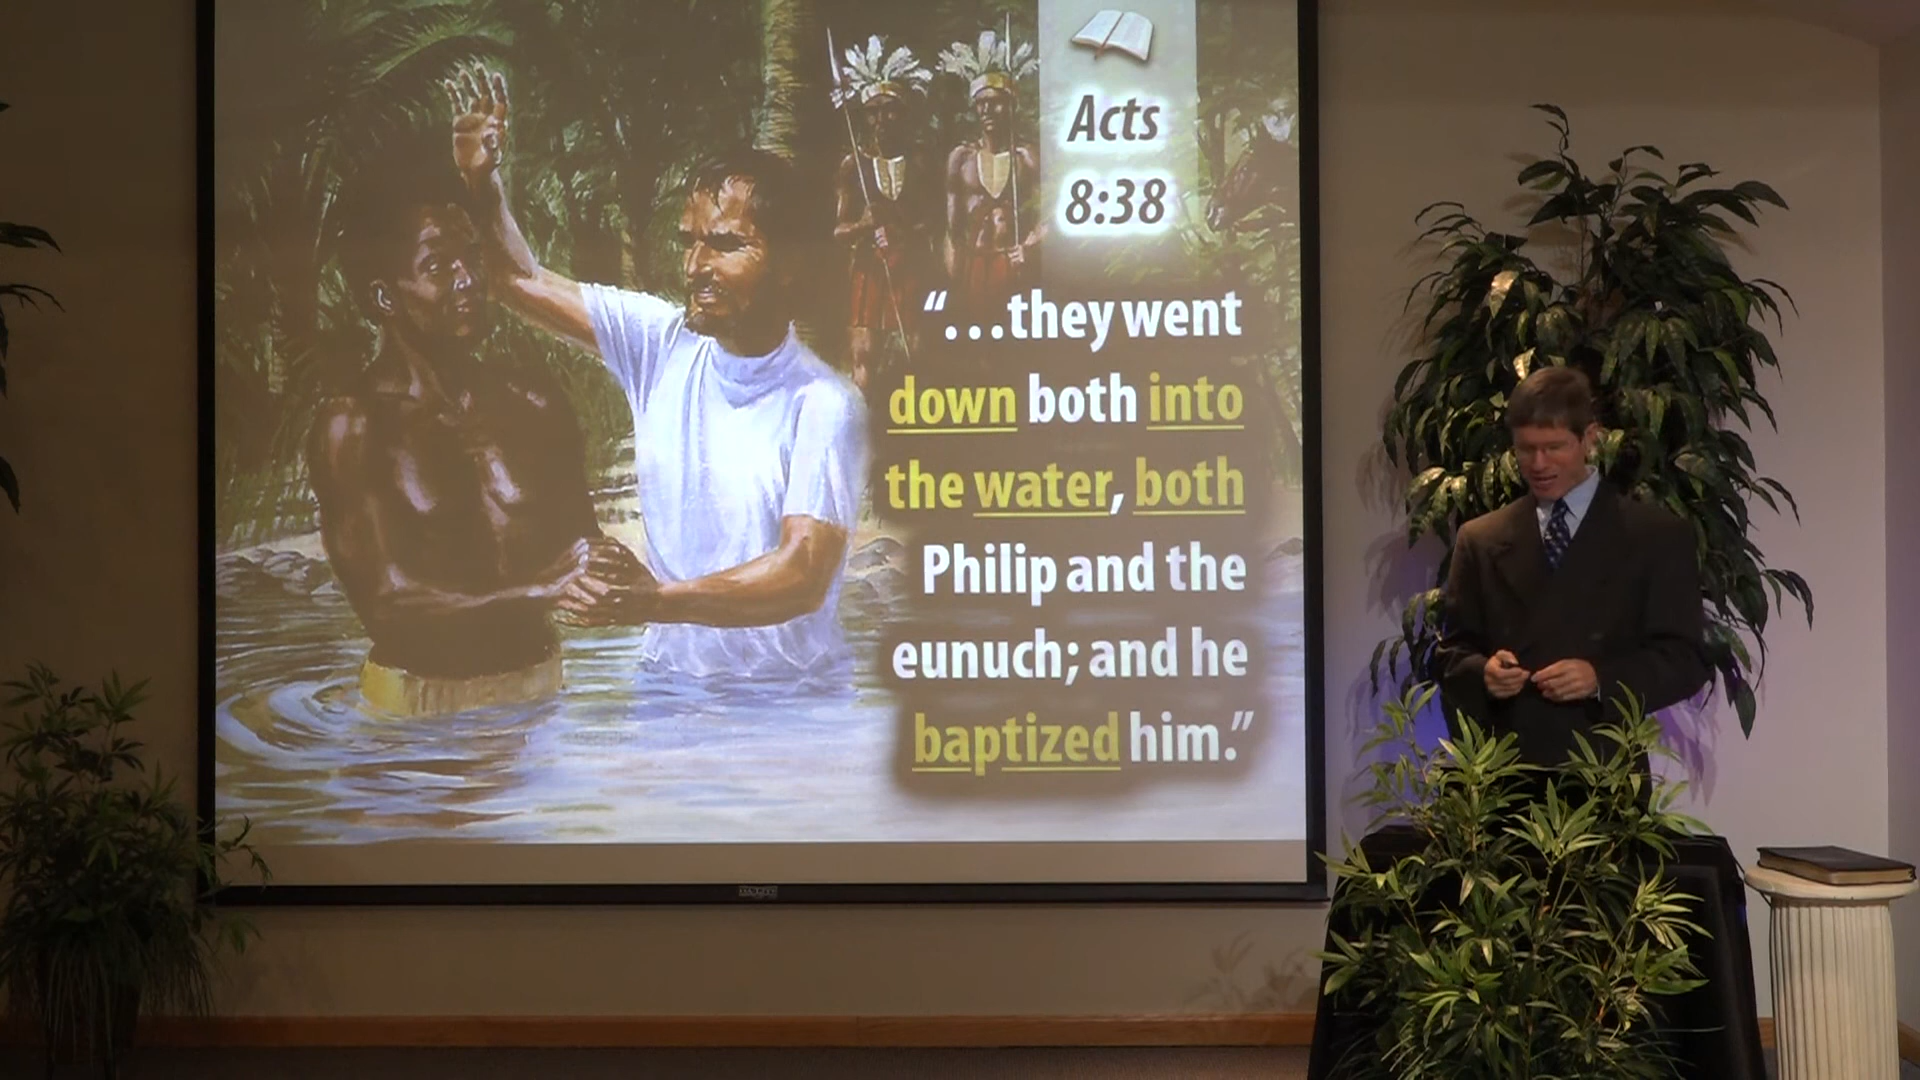 Acts
8:38
“...they went
down both into
the water, both
Philip and the
eunuch; and he
baptized him.”